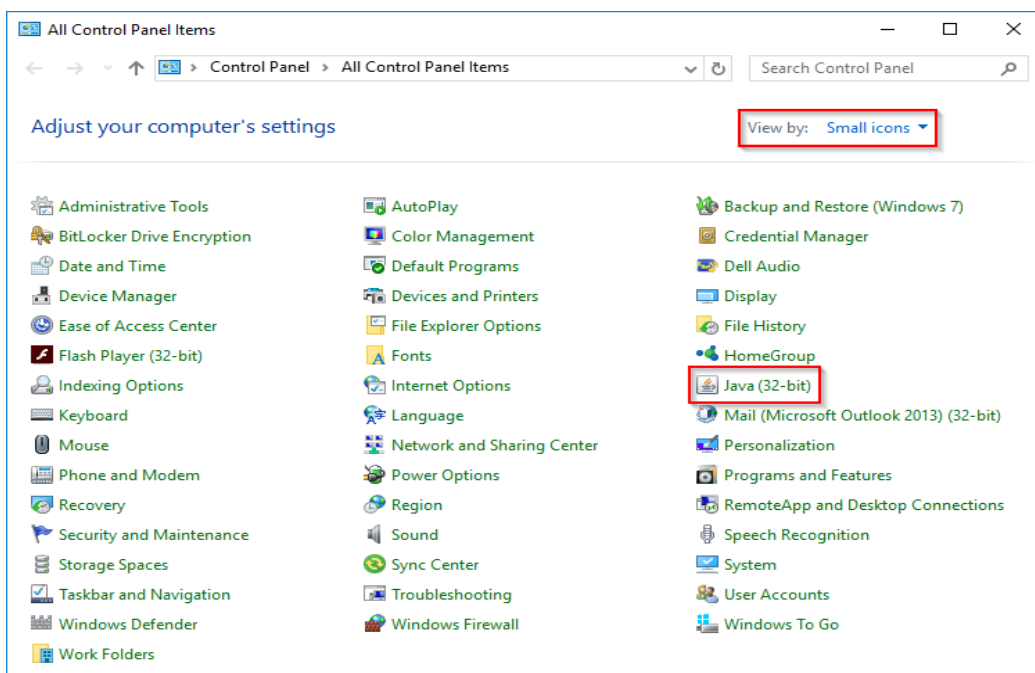 All Control Panel Items
Control Panel > All Control Panel Items
Search Control Panel
Adjust your computer's settings
View by: Small icons
Administrative Tools
AutoPlay
Backup and Restore (Windows 7)
BitLocker Drive Encryption
Color Management
Credential Manager
Date and Time
Default Programs
Dell Audio
Device Manager
Devices and Printers
Display
Ease of Access Center
File Explorer Options
File History
Flash Player (32-bit)
Fonts
HomeGroup
Indexing Options
Internet Options
Java (32-bit)
Keyboard
Language
Mail (Microsoft Outlook 2013) (32-bit)
Mouse
Network and Sharing Center
Personalization
Phone and Modem
Power Options
Programs and Features
Recovery
Region
RemoteApp and Desktop Connections
Security and Maintenance
Sound
Speech Recognition
Storage Spaces
Sync Center
System
Taskbar and Navigation
Troubleshooting
User Accounts
Windows Defender
Windows Firewall
Windows To Go
Work Folders